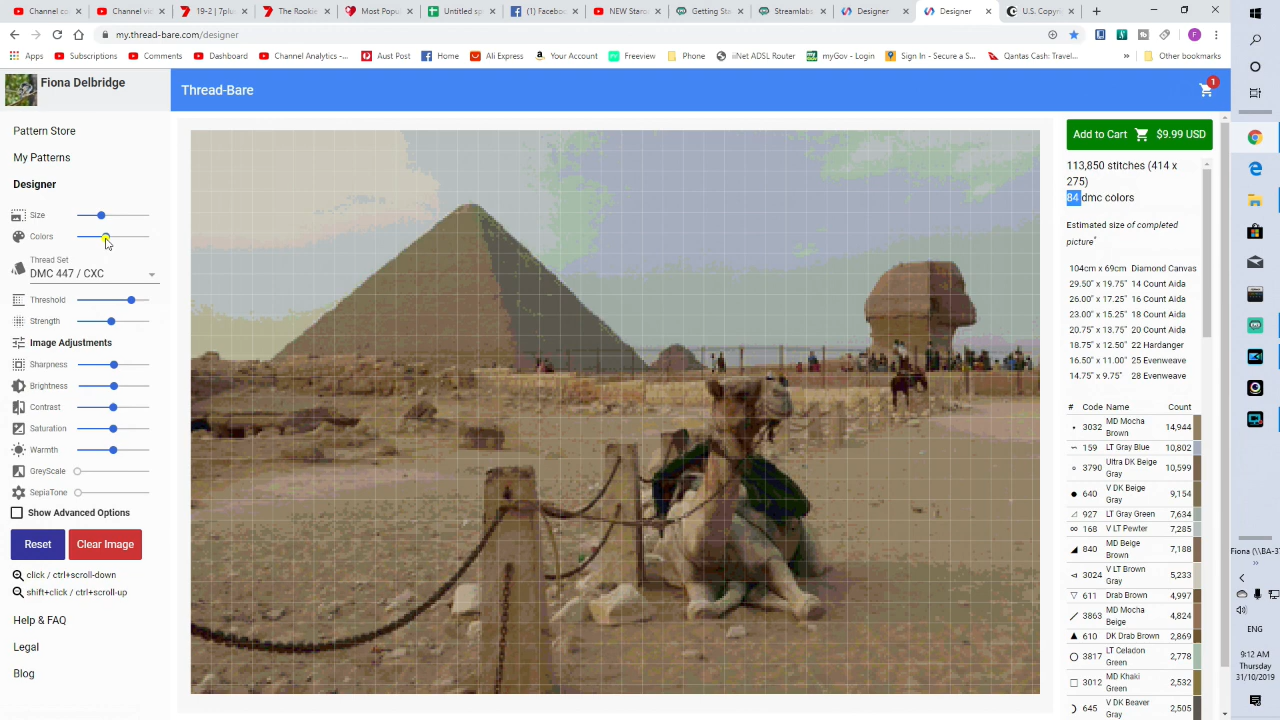 Channel co
Channel vi
19-2 | 7plu
The Rookie
Most Popu
Untitled sp
(1) Faceboo
NEW Starc
Getting Sta
Streamlabs
Designer
Designer
U.S. Copyrig
my.thread-bare.com/designer
Apps
Subscriptions
Comments
Dashboard
Channel Analytics -...
Aust Post
Home
Ali Express
Your Account
Freeview
Phone
iiNet ADSL Router
myGov - Login
Sign In - Secure a S...
Qantas Cash: Travel...
»
Other bookmarks
Fiona Delbridge
Thread-Bare
1
Pattern Store
My Patterns
Designer
Size
Colors
Thread Set
DMC 447 / CXC
Threshold
Strength
Image Adjustments
Sharpness
Brightness
Contrast
Saturation
Warmth
GreyScale
SepiaTone
Show Advanced Options
Reset
Clear Image
click / ctrl+scroll-down
shift+click / ctrl+scroll-up
Help & FAQ
Legal
Blog
Add to Cart $9.99 USD
113,850 stitches (414 x
275)
84 dmc colors
Estimated size of completed
picture*
104cm x 69cm Diamond Canvas
29.50" x 19.75" 14 Count Aida
26.00" x 17.25" 16 Count Aida
23.00" x 15.25" 18 Count Aida
20.75" x 13.75" 20 Count Aida
18.75" x 12.50" 22 Hardanger
16.50" x 11.00" 25 Evenweave
14.75" x 9.75" 28 Evenweave
# Code Name Count
3032 MD Mocha Brown 14,944
159 LT Gray Blue 10,802
3790 Ultra DK Beige Gray 10,599
640 V DK Beige Gray 9,154
927 LT Gray Green 7,634
168 V LT Pewter 7,285
840 MD Beige Brown 7,188
3024 V LT Brown Gray 5,233
611 Drab Brown 4,997
3863 MD Mocha Beige 4,824
610 DK Drab Brown 2,869
3817 LT Celadon Green 2,778
3012 MD Khaki Green 2,532
645 V DK Beaver Gray 2,505
Fiona (\\BA-3
»
ENG
9:12 AM
Thursday
31/10/2019